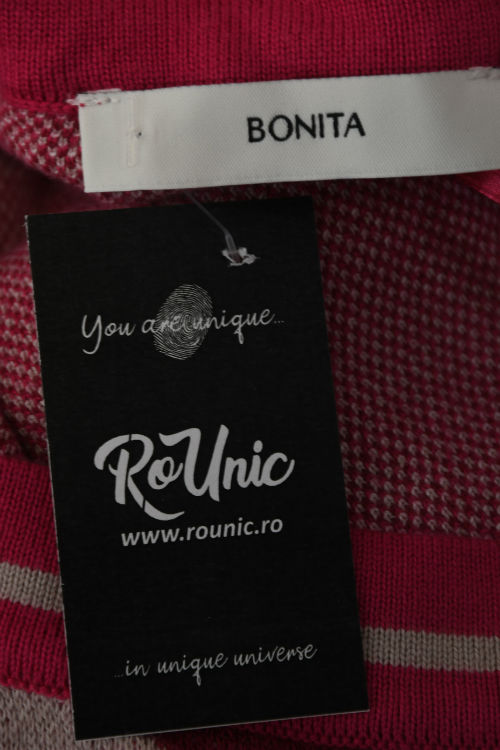 BONITA
You are unique...
RoUnic
www.rounic.ro
...in unique universe